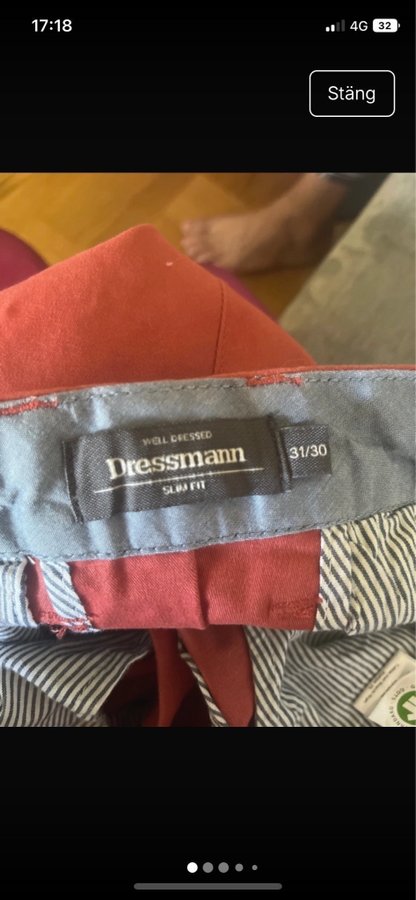 17:18
4G
32
Stäng
WELL DRESSED
Dressmann
31/30
SLIM FIT